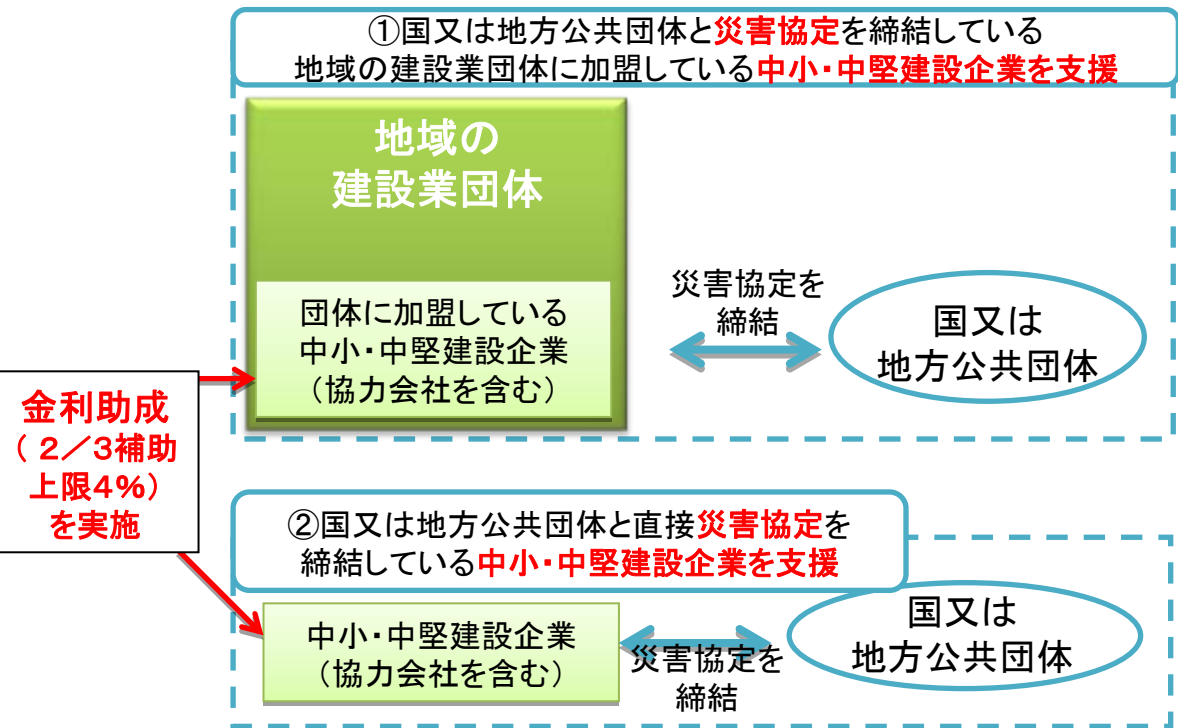 ①国又は地方公共団体と災害協定を締結している
地域の建設業団体に加盟している中小・中堅建設企業を支援
地域の
建設業団体
団体に加盟している
中小・中堅建設企業
（協力会社を含む）
災害協定を
締結
国又は
地方公共団体
金利助成
（２／３補助
上限４％）
を実施
②国又は地方公共団体と直接災害協定を
締結している中小・中堅建設企業を支援
中小・中堅建設企業
（協力会社を含む）
災害協定を
締結
国又は
地方公共団体